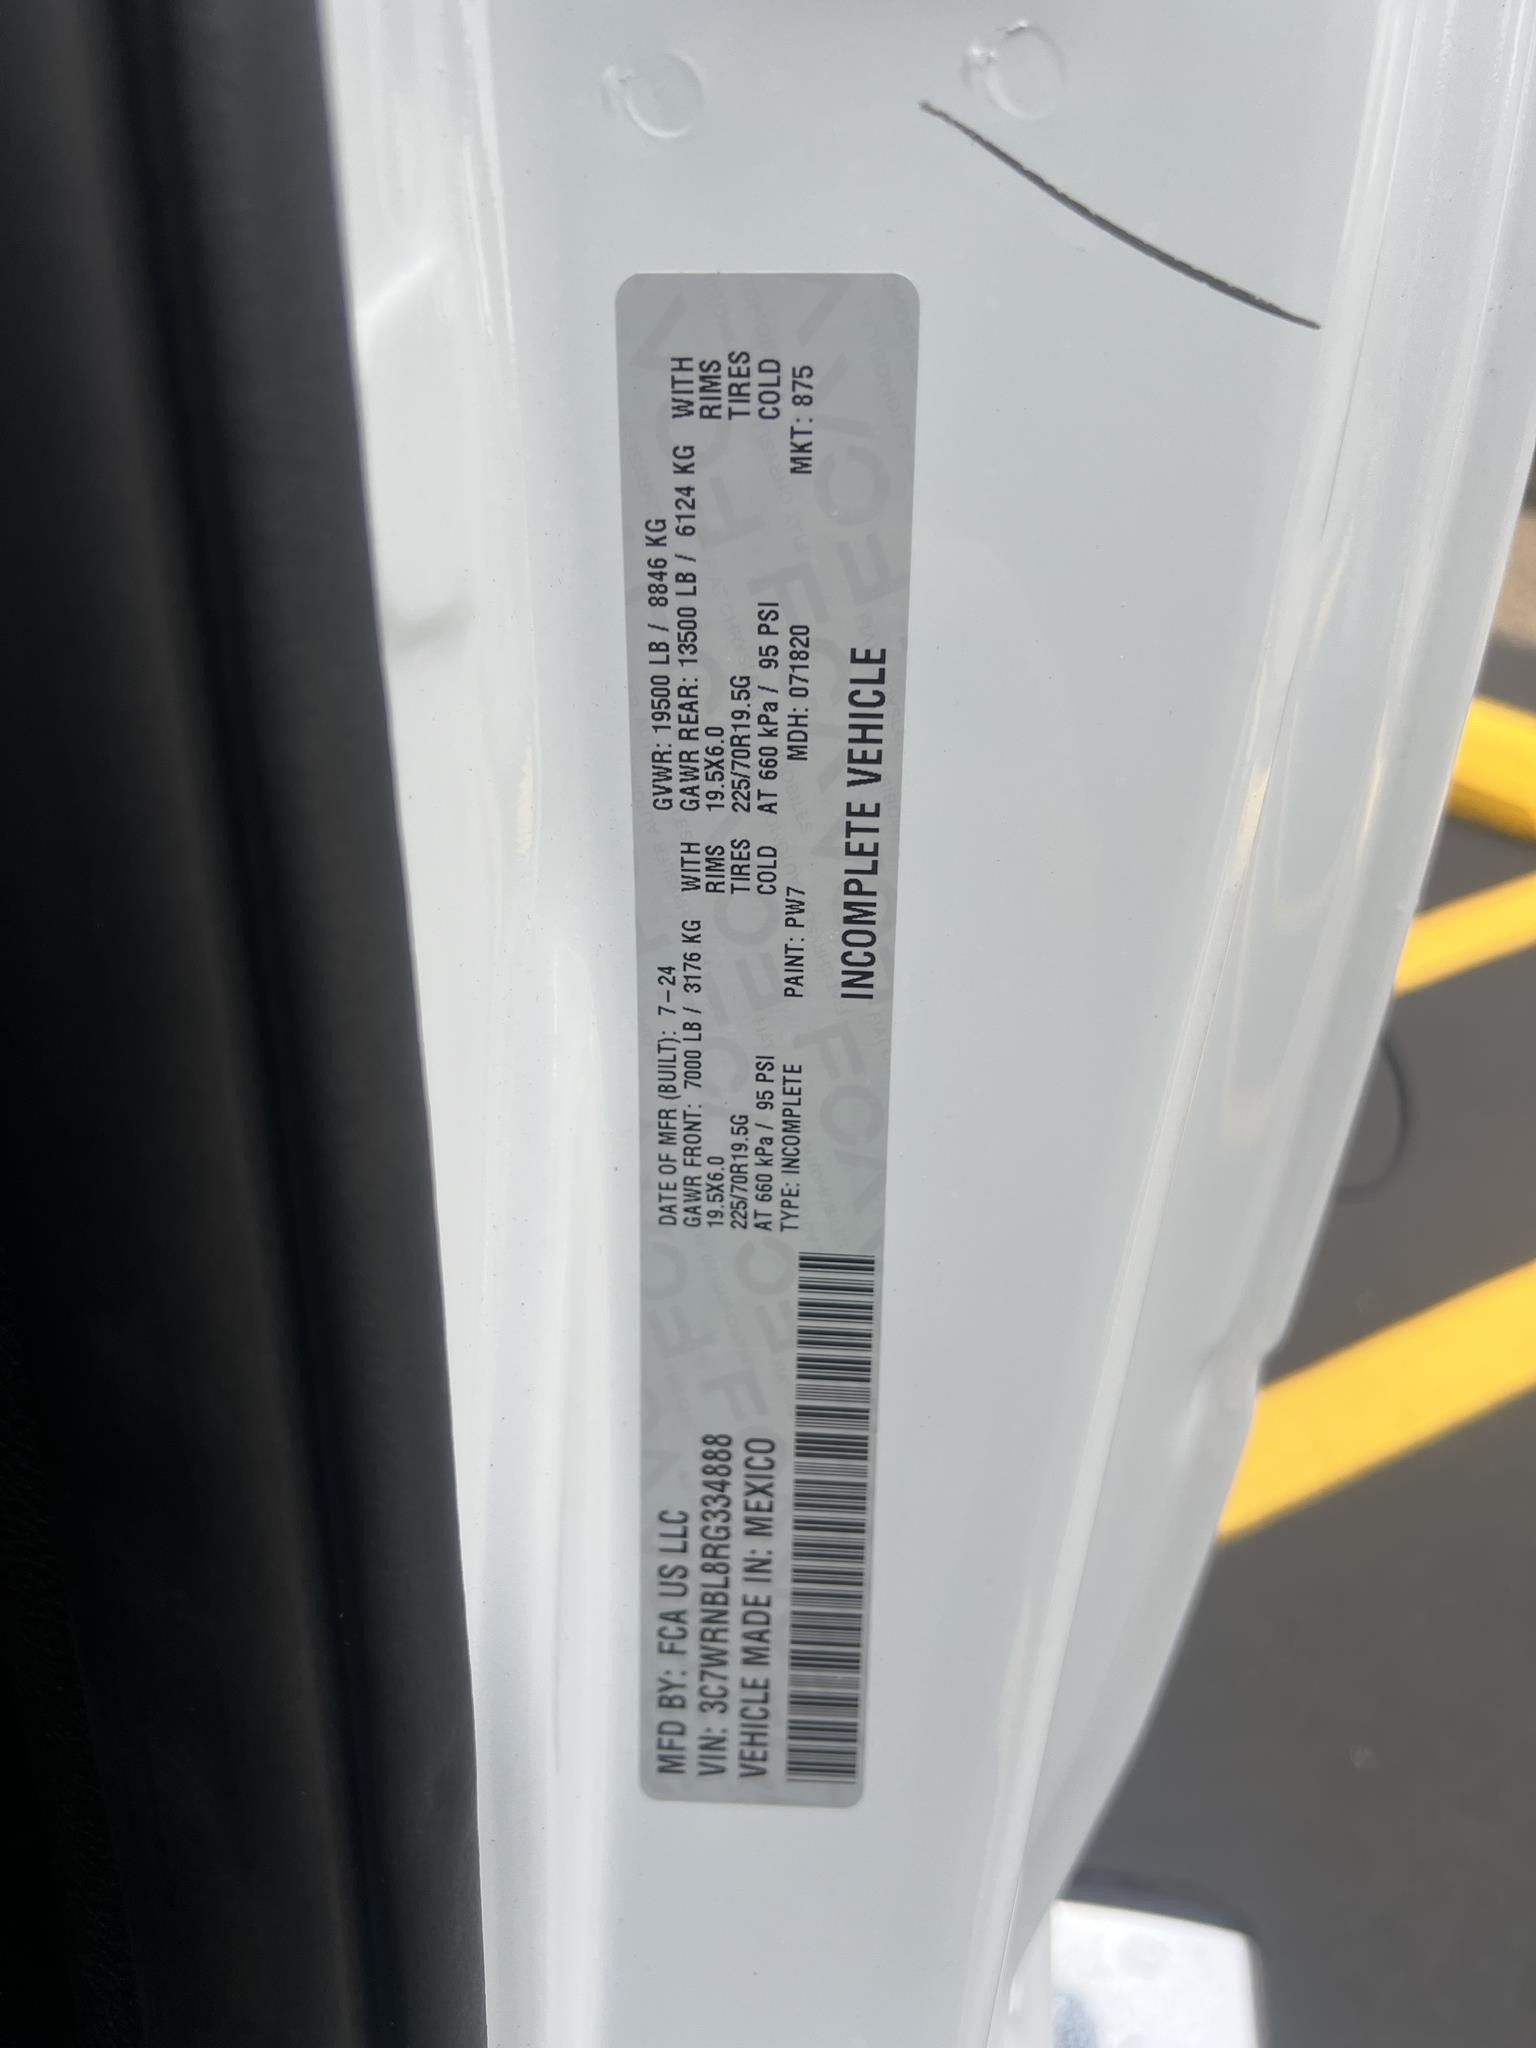 MFD BY: FCA US LLC
VIN: 3C7WRNBL8RG334888
VEHICLE MADE IN: MEXICO
DATE OF MFR (BUILT): 7-24 GVWR: 19500 LB / 8846 KG
GAWR FRONT: 7000 LB / 3176 KG WITH GAWR REAR: 13500 LB / 6124 KG WITH
19.5X6.0 RIMS 19.5X6.0 RIMS
225/70R19.5G TIRES 225/70R19.5G TIRES
AT 660 kPa / 95 PSI COLD AT 660 kPa / 95 PSI COLD
TYPE: INCOMPLETE PAINT: PW7 MDH: 071820 MKT: 875
INCOMPLETE VEHICLE